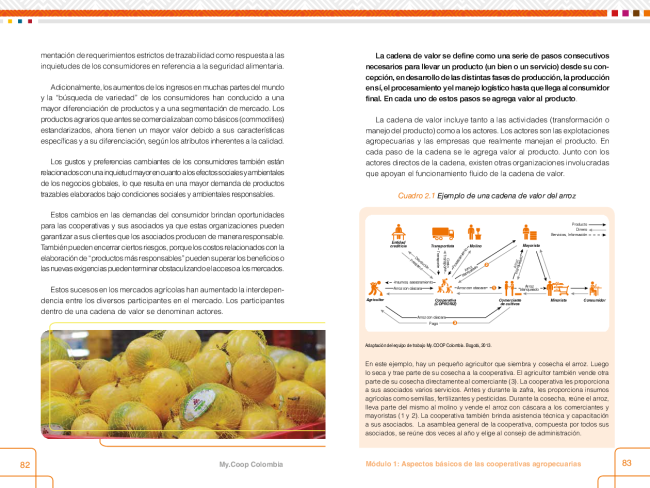 mentación de requerimientos estrictos de trazabilidad como respuesta a las
inquietudes de los consumidores en referencia a la seguridad alimentaria.
Adicionalmente, los aumentos de los ingresos en muchas partes del mundo
y la “búsqueda de variedad” de los consumidores han conducido a una
mayor diferenciación de productos y a una segmentación de mercado. Los
productos agrarios que antes se comercializaban como básicos (commodities)
estandarizados, ahora tienen un mayor valor debido a sus características
específicas y a su diferenciación, según los atributos inherentes a la calidad.
Los gustos y preferencias cambiantes de los consumidores también están
relacionados con una inquietud mayor en cuanto a los efectos sociales y ambientales
de los negocios globales, lo que resulta en una mayor demanda de productos
trazables elaborados bajo condiciones sociales y ambientales responsables.
Estos cambios en las demandas del consumidor brindan oportunidades
para las cooperativas y sus asociados ya que estas organizaciones pueden
garantizar a sus clientes que los asociados producen de manera responsable.
También pueden encerrar ciertos riesgos, porque los costos relacionados con la
elaboración de “productos más responsables” pueden superar los beneficios o
las nuevas exigencias pueden terminar obstaculizando el acceso a los mercados.
Estos sucesos en los mercados agrícolas han aumentado la interdepen-
dencia entre los diversos participantes en el mercado. Los participantes
dentro de una cadena de valor se denominan actores.
82
My.Coop Colombia
La cadena de valor se define como una serie de pasos consecutivos
necesarios para llevar un producto (un bien o un servicio) desde su con-
cepción, en desarrollo de las distintas fases de producción, la producción
en sí, el procesamiento y el manejo logístico hasta que llega al consumidor
final. En cada uno de estos pasos se agrega valor al producto.
La cadena de valor incluye tanto a las actividades (transformación o
manejo del producto) como a los actores. Los actores son las explotaciones
agropecuarias y las empresas que realmente manejan el producto. En
cada paso de la cadena se le agrega valor al producto. Junto con los
actores directos de la cadena, existen otras organizaciones involucradas
que apoyan el funcionamiento fluido de la cadena de valor.
Cuadro 2.1 Ejemplo de una cadena de valor del arroz
Producto
Dinero
Servicios, Información
Entidad
crediticia
Transportista
Molino
Mayorista
Insumos, asesoramiento
Arroz con cáscara
Arroz con cáscara
Arroz
blanqueado
Agricultor
Cooperativa
(COPRORIZ)
Comerciante
de cultivos
Minorista
Consumidor
Arroz con cáscara
Pago
Adaptación del equipo de trabajo My.COOP Colombia. Bogotá, 2013.
En este ejemplo, hay un pequeño agricultor que siembra y cosecha el arroz. Luego
lo seca y trae parte de su cosecha a la cooperativa. El agricultor también vende otra
parte de su cosecha directamente al comerciante (3). La cooperativa les proporciona
a sus asociados varios servicios. Antes y durante la zafra, les proporciona insumos
agrícolas como semillas, fertilizantes y pesticidas. Durante la cosecha, reúne el arroz,
lleva parte del mismo al molino y vende el arroz con cáscara a los comerciantes y
mayoristas (1 y 2). La cooperativa también brinda asistencia técnica y capacitación
a sus asociados. La asamblea general de la cooperativa, compuesta por todos sus
asociados, se reúne dos veces al año y elige al consejo de administración.
Módulo 1: Aspectos básicos de las cooperativas agropecuarias
83